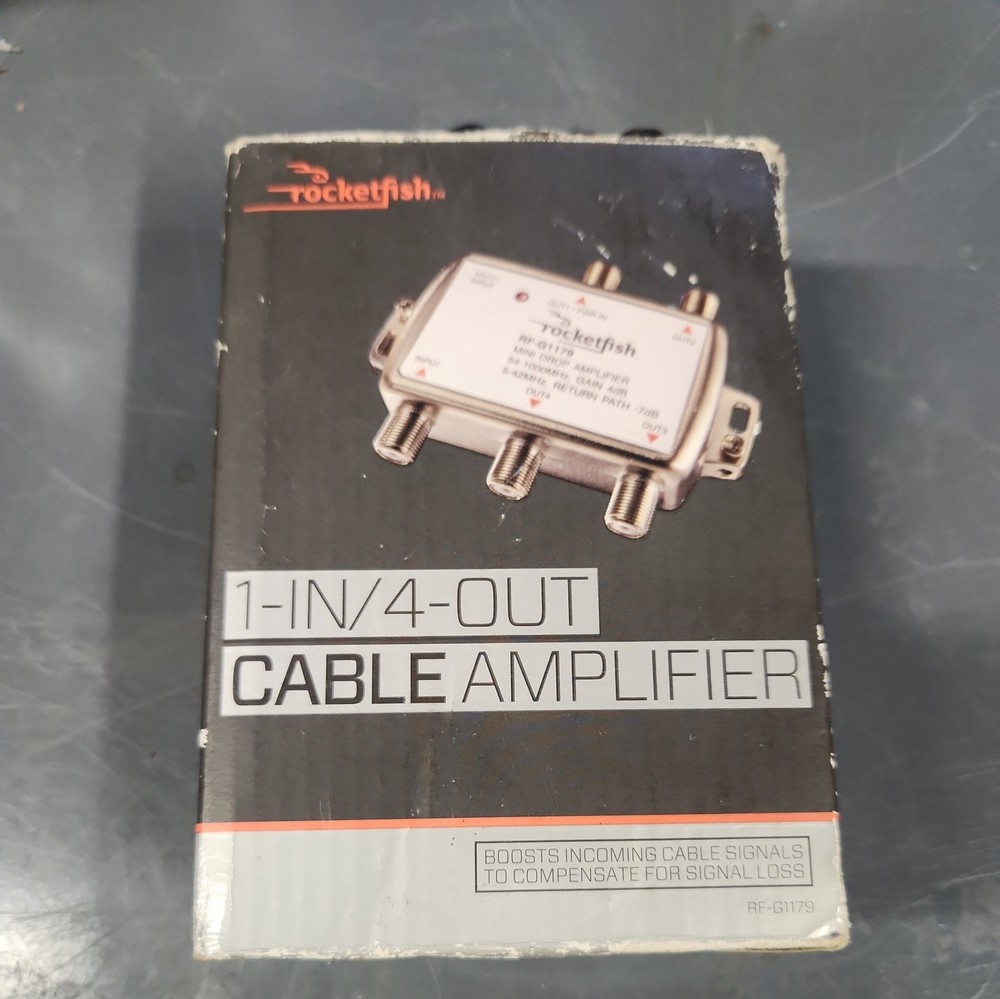 rocketfish™
INPUT
OUT1 - PWR IN
OUT2
rocketfish
RF-G1179
MINI DROP AMPLIFIER
54-1000MHz, GAIN 4dB
5-42MHz, RETURN PATH -7dB
INPUT
OUT4
OUT3
1-IN/4-OUT
CABLE AMPLIFIER
BOOSTS INCOMING CABLE SIGNALS
TO COMPENSATE FOR SIGNAL LOSS
RF-G1179